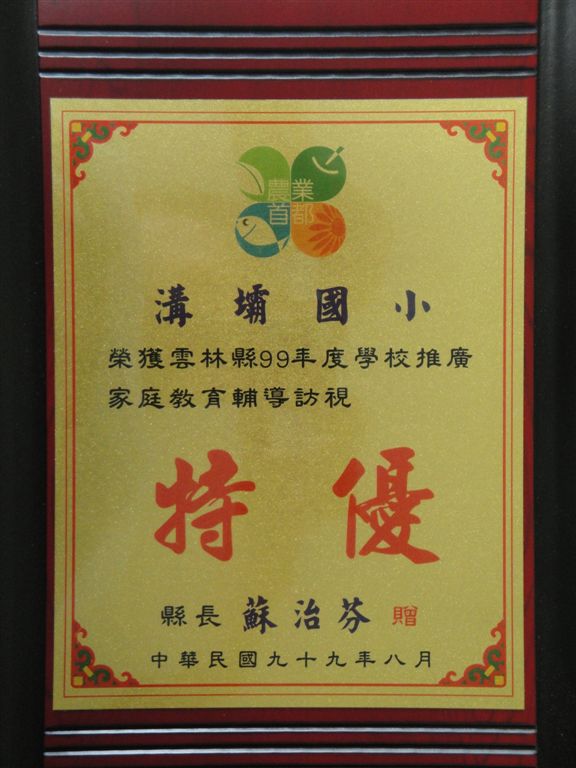 農業
首都
溝壩國小
榮獲雲林縣99年度學校推廣
家庭教育輔導訪視
特優
縣長 蘇治芬 贈
中華民國九十九年八月